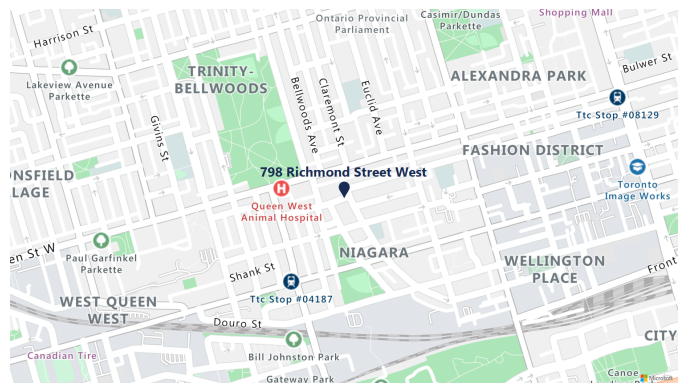 Ontario Provincial
Parliament
Casimir/Dundas
Parkette
Shopping Mall
Harrison St
Lakeview Avenue
Parkette
TRINITY-
BELLWOODS
Bellwoods Ave
Claremont St
Euclid Ave
ALEXANDRA PARK
Bulwer St
Ttc Stop #08129
Givins St
FASHION DISTRICT
ONSFIELD
LAGE
798 Richmond Street West
Queen West
Animal Hospital
Toronto
Image Works
en St W
Paul Garfinkel
Parkette
NIAGARA
WELLINGTON
PLACE
Shank St
Front
Ttc Stop #04187
WEST QUEEN
WEST
Douro St
CITY
Canadian Tire
Bill Johnston Park
Gateway Park
Canoe
Microsoft